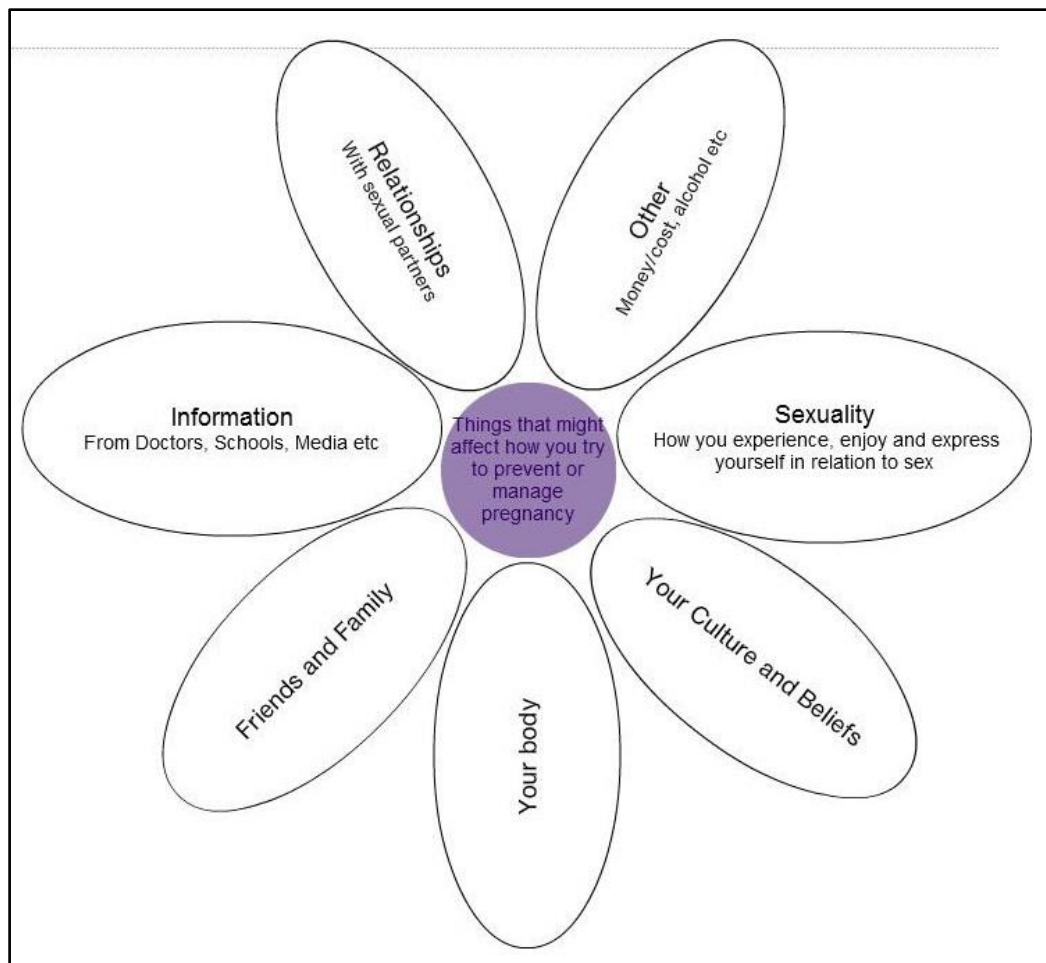 Relationships
With sexual partners
Other
Money/cost, alcohol etc
Information
From Doctors, Schools, Media etc
Things that might
affect how you try
to prevent or
manage
pregnancy
Sexuality
How you experience, enjoy and express
yourself in relation to sex
Friends and Family
Your body
Your Culture and Beliefs